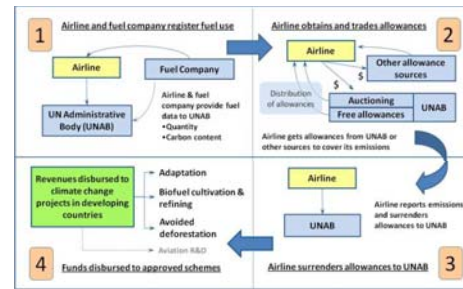 1
Airline and fuel company register fuel use
Airline
Fuel Company
UN Administrative
Body (UNAB)
Airline & fuel
company provide fuel
data to UNAB
•Quantity
•Carbon content
Airline obtains and trades allowances
2
Airline
$
$
Other allowance
sources
Distribution
of allowances
Auctioning
Free allowances
UNAB
Airline gets allowances from UNAB or
other sources to cover its emissions
Airline
Airline reports emissions
and surrenders
allowances to UNAB
UNAB
Airline surrenders allowances to UNAB
3
Revenues disbursed to
climate change
projects in developing
countries
Adaptation
Biofuel cultivation &
refining
Avoided
deforestation
Aviation R&D
4
Funds disbursed to approved schemes